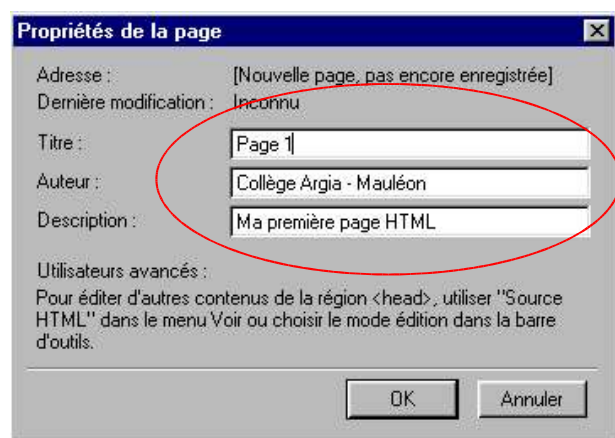 Propriétés de la page
Adresse : [Nouvelle page, pas encore enregistrée]
Dernière modification : Inconnu
Titre : Page 1
Auteur : Collège Argia - Mauléon
Description : Ma première page HTML
Utilisateurs avancés :
Pour éditer d'autres contenus de la région <head>, utiliser "Source
HTML" dans le menu Voir ou choisir le mode édition dans la barre
d'outils.
OK Annuler